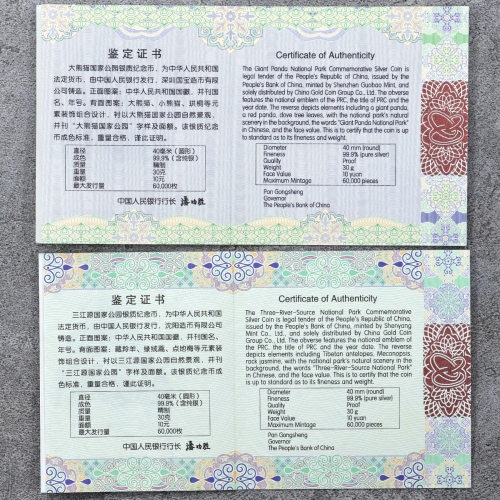 鉴定证书
大熊猫国家公园银质纪念币，为中华人民共和国
法定货币，由中国人民银行发行，深圳国宝造币有限
公司铸造。正面图案：中华人民共和国国徽，并刊国
名、年号。背面图案：大熊猫、小熊猫、珙桐等元
素装饰组合设计，衬以大熊猫国家公园自然景观，
并刊“大熊猫国家公园”字样及面额。该银质纪念币
成色标准，重量合格，谨此证明。
直径 40毫米（圆形）
成色 99.9%（含纯银）
质量 精制
重量 30克
面额 10元
最大发行量 60,000枚
中国人民银行行长 潘功胜
Certificate of Authenticity
The Giant Panda National Park Commemorative Silver Coin is
legal tender of the People's Republic of China, issued by the
People's Bank of China, minted by Shenzhen Guobao Mint, and
solely distributed by China Gold Coin Group Co., Ltd. The obverse
features the national emblem of the PRC, the title of PRC and the
year date. The reverse depicts elements including a giant panda,
a red panda, dove tree leaves, with the national park's natural
scenery in the background, the words "Giant Panda National Park"
in Chinese, and the face value. This is to certify that the coin is up
to standard as to its fineness and weight.
Diameter 40 mm (round)
Fineness 99.9% (pure silver)
Quality Proof
Weight 30 g
Face Value 10 yuan
Maximum Mintage 60,000 pieces
Pan Gongsheng
Governor
The People's Bank of China
鉴定证书
三江源国家公园银质纪念币，为中华人民共和国
法定货币，由中国人民银行发行，沈阳造币有限公司
铸造。正面图案：中华人民共和国国徽，并刊国名、
年号。背面图案：藏羚羊、绿绒蒿、点地梅等元素装
饰组合设计，衬以三江源国家公园自然景观，并刊
“三江源国家公园”字样及面额。该银质纪念币成
色标准，重量合格，谨此证明。
直径 40毫米（圆形）
成色 99.9%（含纯银）
质量 精制
重量 30克
面额 10元
最大发行量 60,000枚
中国人民银行行长 潘功胜
Certificate of Authenticity
The Three-River-Source National Park Commemorative
Silver Coin is legal tender of the People's Republic of China,
issued by the People's Bank of China, minted by Shenyang
Mint Co., Ltd., and solely distributed by China Gold Coin
Group Co., Ltd. The obverse features the national emblem of
the PRC, the title of PRC and the year date. The reverse
depicts elements including Tibetan antelopes, Meconopsis,
rock jasmine, with the national park's natural scenery in the
background, the words "Three-River-Source National Park"
in Chinese, and the face value. This is to certify that the coin
is up to standard as to its fineness and weight.
Diameter 40 mm (round)
Fineness 99.9% (pure silver)
Quality Proof
Weight 30 g
Face Value 10 yuan
Maximum Mintage 60,000 pieces
Pan Gongsheng
Governor
The People's Bank of China